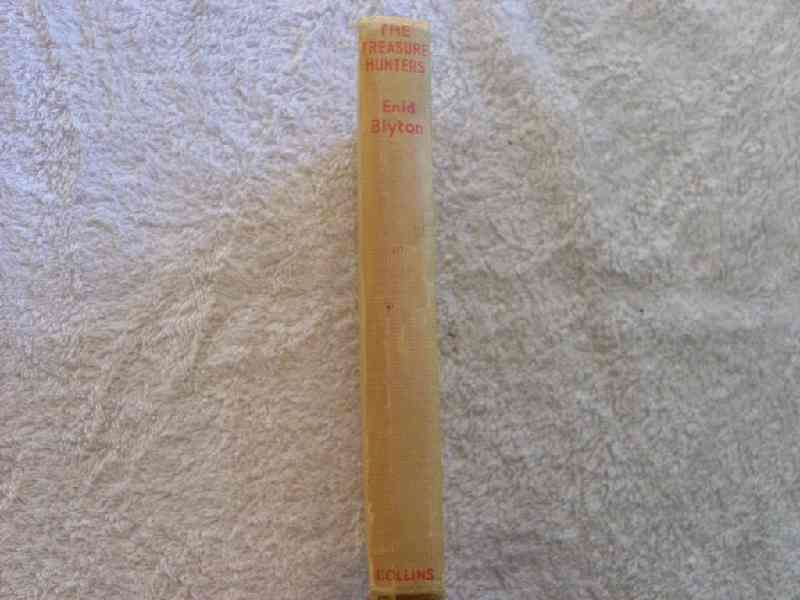 THE
TREASURE
HUNTERS
Enid
Blyton
COLLINS